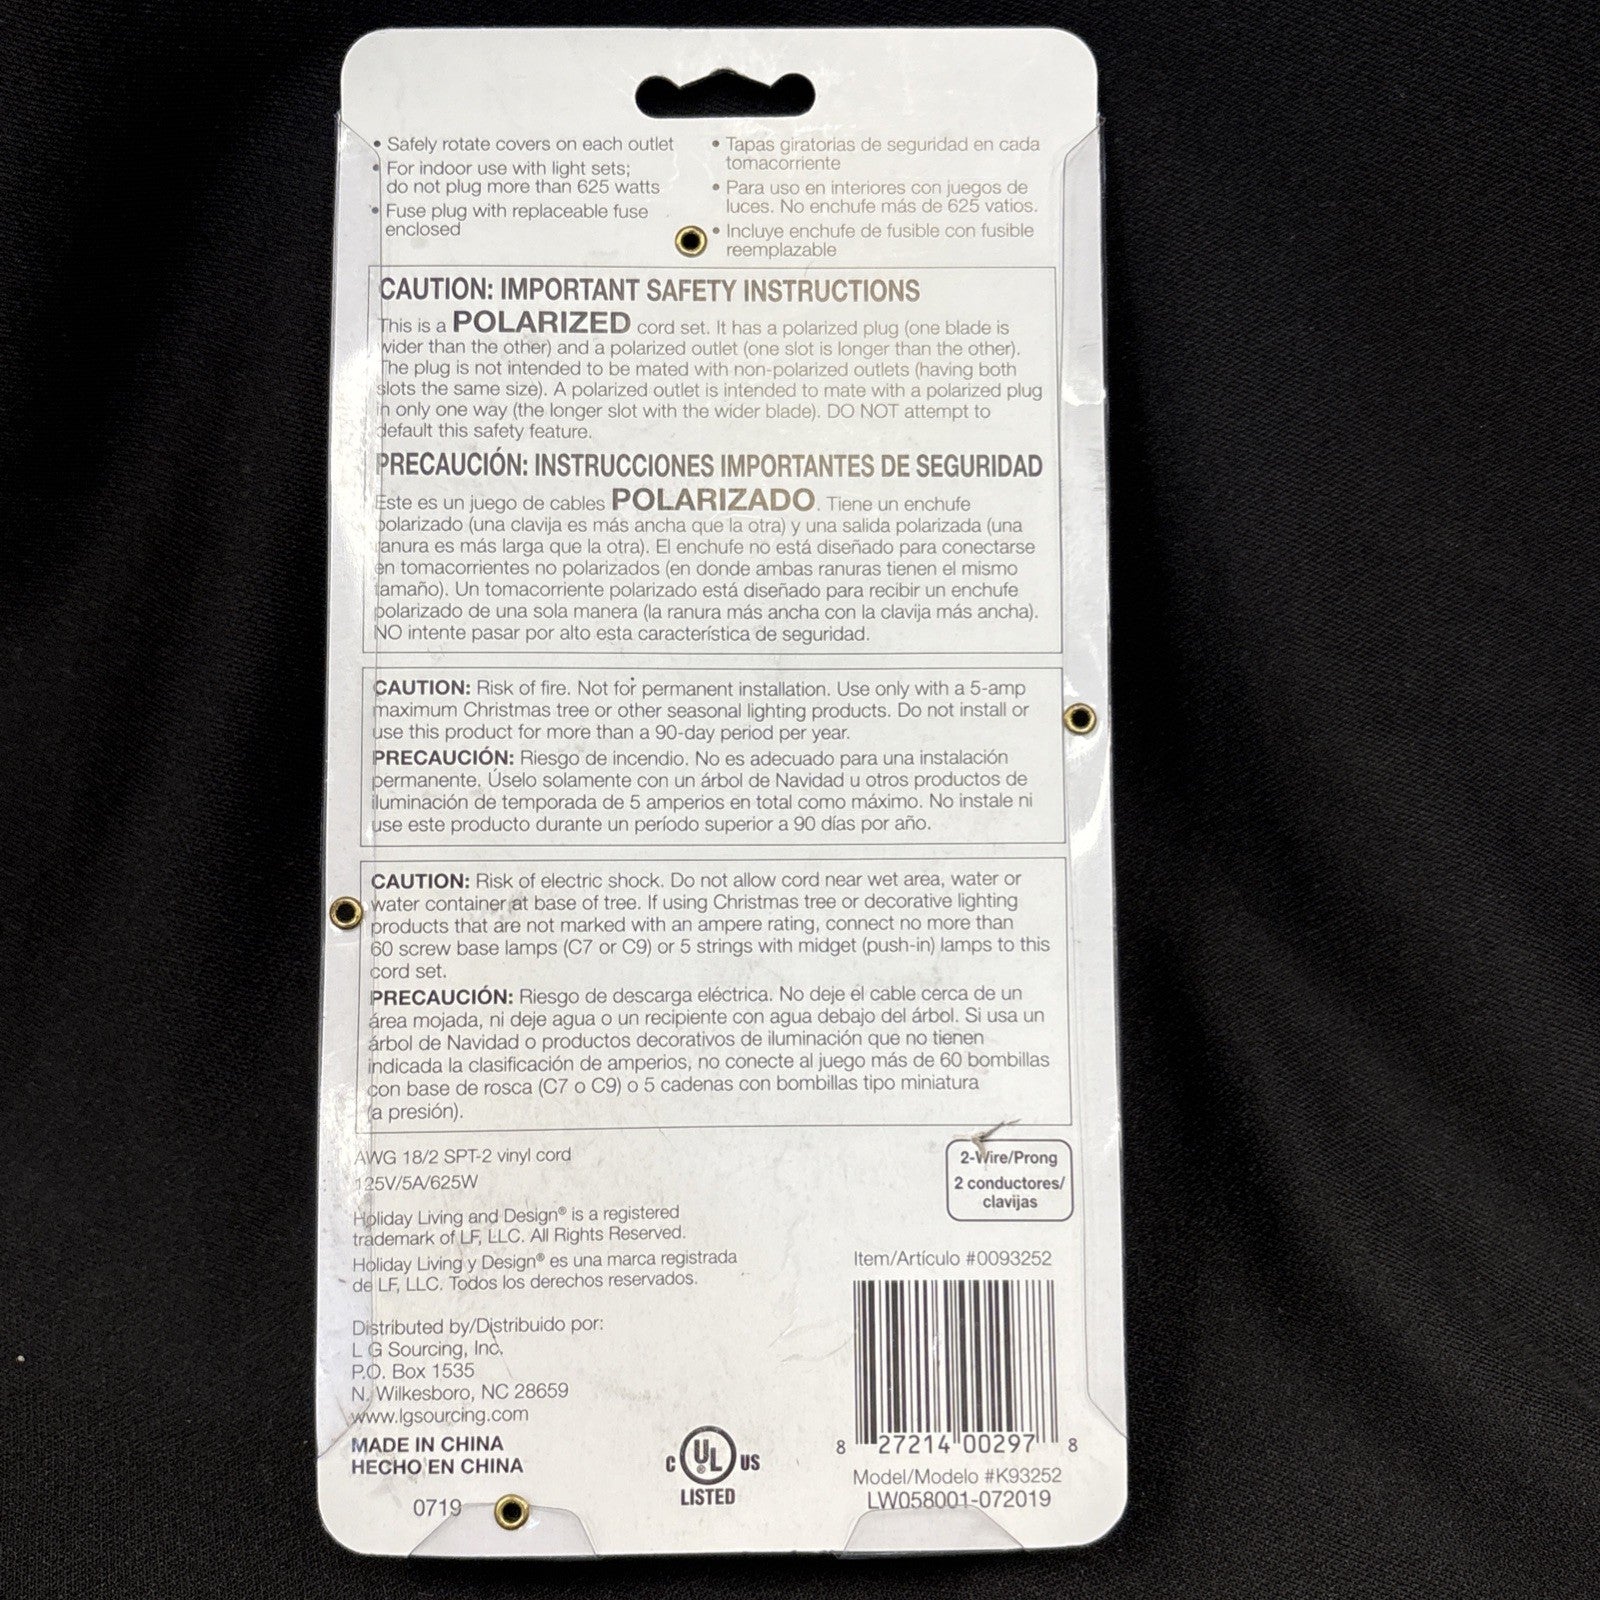 • Safely rotate covers on each outlet
• For indoor use with light sets;
do not plug more than 625 watts
• Fuse plug with replaceable fuse
enclosed
• Tapas giratorias de seguridad en cada
tomacorriente
• Para uso en interiores con juegos de
luces. No enchufe más de 625 vatios.
• Incluye enchufe de fusible con fusible
reemplazable
CAUTION: IMPORTANT SAFETY INSTRUCTIONS
This is a POLARIZED cord set. It has a polarized plug (one blade is
wider than the other) and a polarized outlet (one slot is longer than the other).
The plug is not intended to be mated with non-polarized outlets (having both
slots the same size). A polarized outlet is intended to mate with a polarized plug
in only one way (the longer slot with the wider blade). DO NOT attempt to
default this safety feature.
PRECAUCIÓN: INSTRUCCIONES IMPORTANTES DE SEGURIDAD
Este es un juego de cables POLARIZADO. Tiene un enchufe
polarizado (una clavija es más ancha que la otra) y una salida polarizada (una
ranura es más larga que la otra). El enchufe no está diseñado para conectarse
en tomacorrientes no polarizados (en donde ambas ranuras tienen el mismo
tamaño). Un tomacorriente polarizado está diseñado para recibir un enchufe
polarizado de una sola manera (la ranura más ancha con la clavija más ancha).
NO intente pasar por alto esta característica de seguridad.
CAUTION: Risk of fire. Not for permanent installation. Use only with a 5-amp
maximum Christmas tree or other seasonal lighting products. Do not install or
use this product for more than a 90-day period per year.
PRECAUCIÓN: Riesgo de incendio. No es adecuado para una instalación
permanente. Úselo solamente con un árbol de Navidad u otros productos de
iluminación de temporada de 5 amperios en total como máximo. No instale ni
use este producto durante un período superior a 90 días por año.
CAUTION: Risk of electric shock. Do not allow cord near wet area, water or
water container at base of tree. If using Christmas tree or decorative lighting
products that are not marked with an ampere rating, connect no more than
60 screw base lamps (C7 or C9) or 5 strings with midget (push-in) lamps to this
cord set.
PRECAUCIÓN: Riesgo de descarga eléctrica. No deje el cable cerca de un
área mojada, ni deje agua o un recipiente con agua debajo del árbol. Si usa un
árbol de Navidad o productos decorativos de iluminación que no tienen
indicada la clasificación de amperios, no conecte al juego más de 60 bombillas
con base de rosca (C7 o C9) o 5 cadenas con bombillas tipo miniatura
(a presión).
AWG 18/2 SPT-2 vinyl cord
125V/5A/625W
2-Wire/Prong
2 conductores/
clavijas
Holiday Living and Design® is a registered
trademark of LF, LLC. All Rights Reserved.
Holiday Living y Design® es una marca registrada
de LF, LLC. Todos los derechos reservados.
Distributed by/Distribuido por:
L G Sourcing, Inc.
P.O. Box 1535
N. Wilkesboro, NC 28659
www.lgsourcing.com
MADE IN CHINA
HECHO EN CHINA
0719
C UL US
LISTED
Item/Artículo #0093252
8 27214 00297 8
Model/Modelo #K93252
LW058001-072019